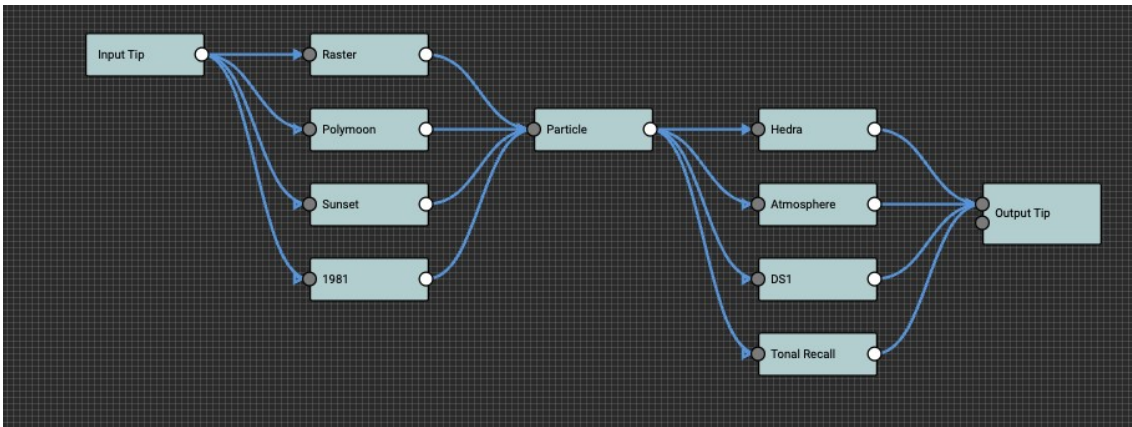 Input Tip
Raster
Polymoon
Sunset
1981
Particle
Hedra
Atmosphere
DS1
Tonal Recall
Output Tip